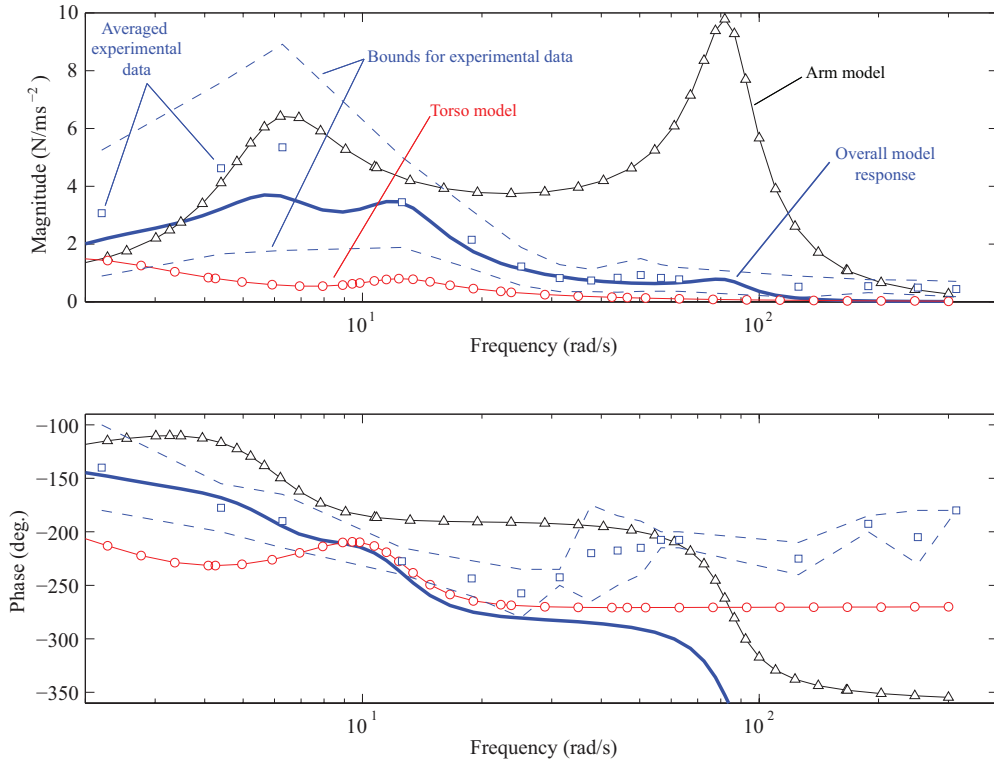 10
8
6
4
2
0
Magnitude (N/ms⁻²)
Averaged
experimental
data
Bounds for experimental data
Torso model
Arm model
Overall model
response
10¹
10²
Frequency (rad/s)
−100
−150
−200
−250
−300
−350
Phase (deg.)
10¹
10²
Frequency (rad/s)